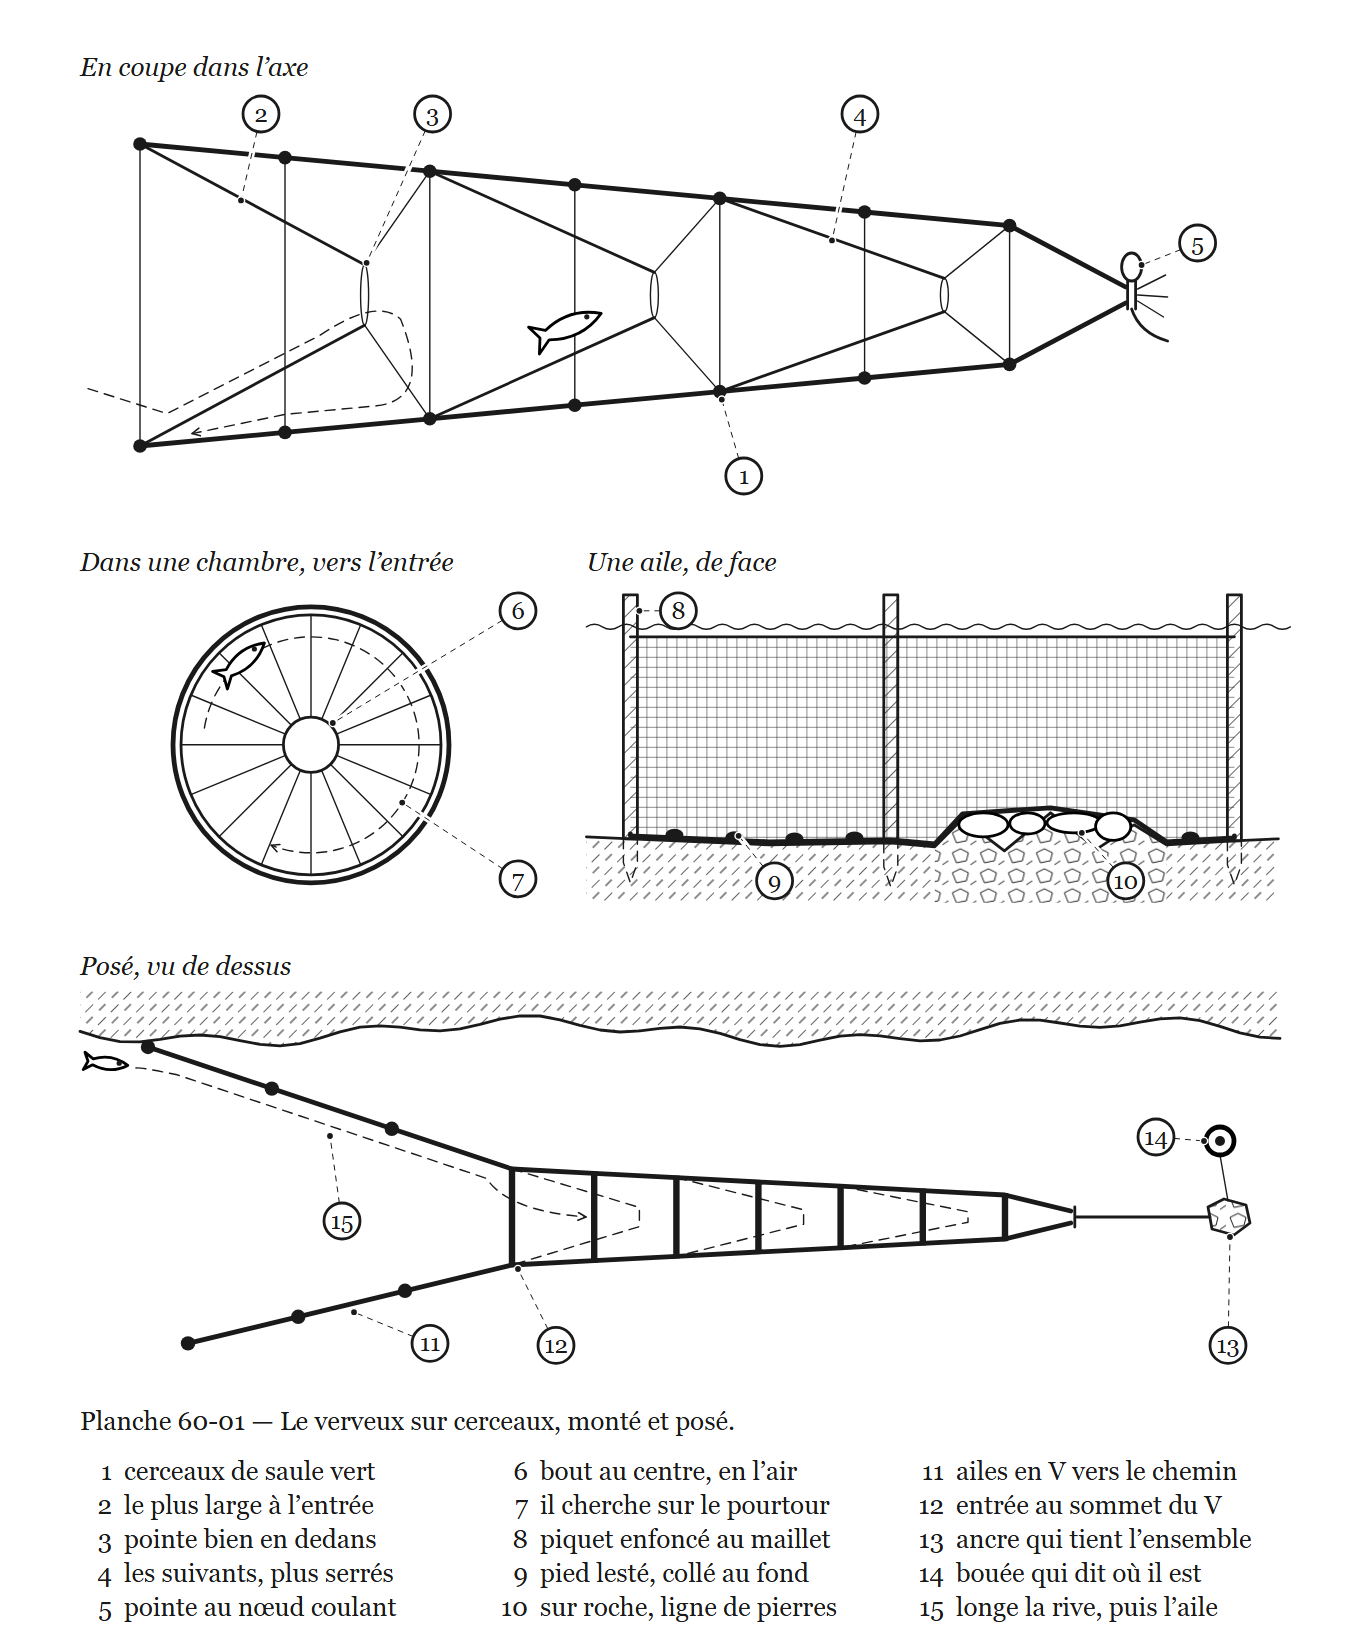 En coupe dans l’axe
2
3
4
5
1
Dans une chambre, vers l’entrée
Une aile, de face
6
8
7
9
10
Posé, vu de dessus
14
15
11
12
13
Planche 60-01 — Le verveux sur cerceaux, monté et posé.
1 cerceaux de saule vert
2 le plus large à l’entrée
3 pointe bien en dedans
4 les suivants, plus serrés
5 pointe au nœud coulant
6 bout au centre, en l’air
7 il cherche sur le pourtour
8 piquet enfoncé au maillet
9 pied lesté, collé au fond
10 sur roche, ligne de pierres
11 ailes en V vers le chemin
12 entrée au sommet du V
13 ancre qui tient l’ensemble
14 bouée qui dit où il est
15 longe la rive, puis l’aile